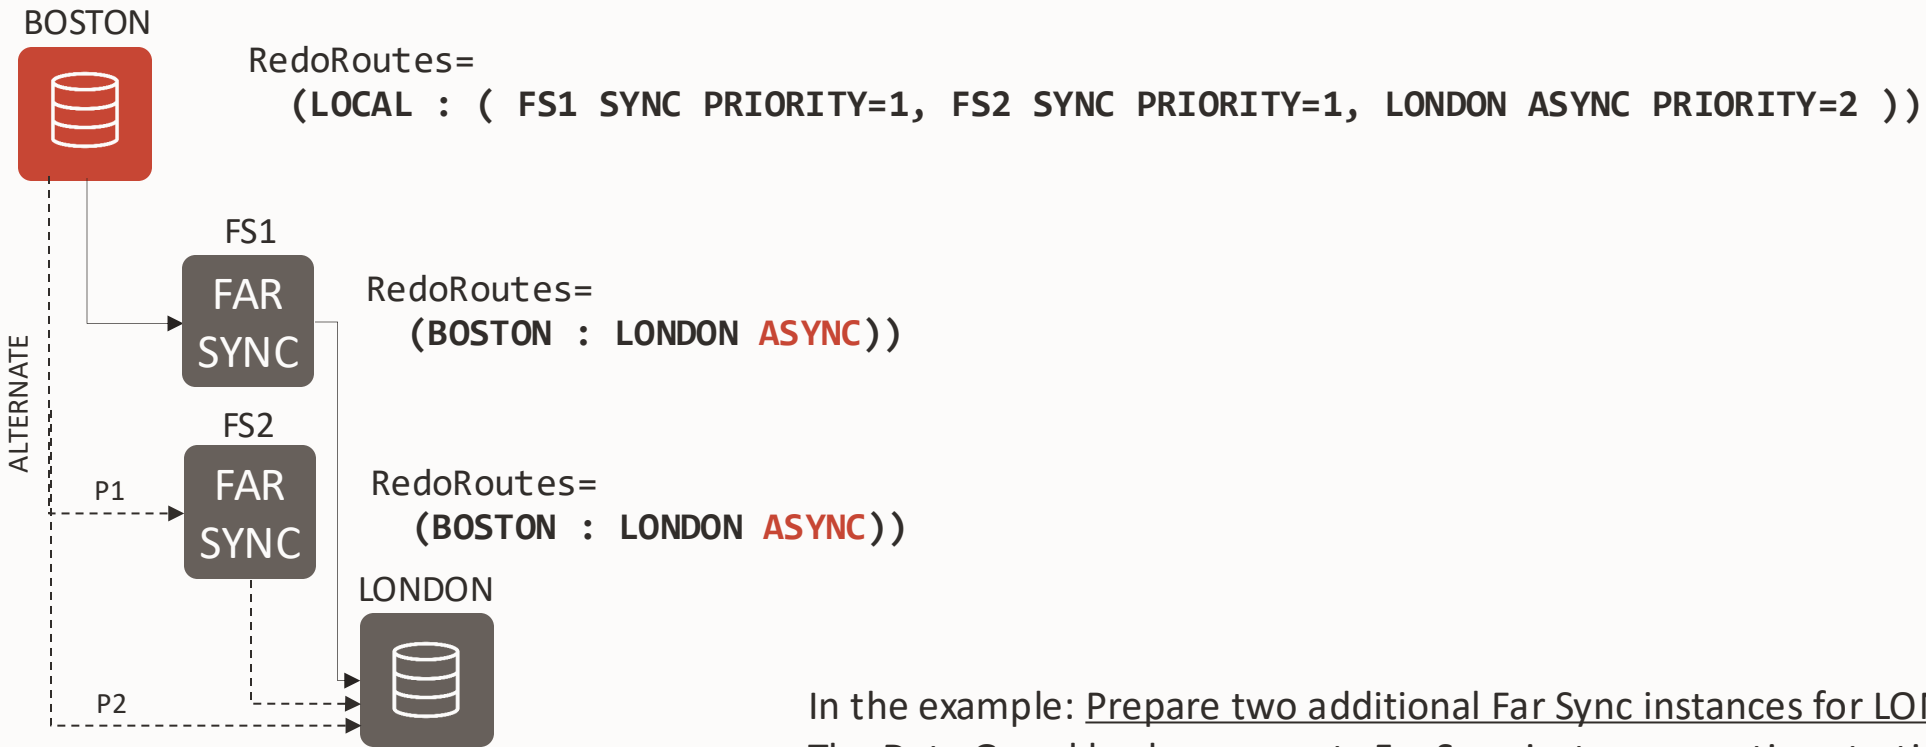 BOSTON
RedoRoutes=
(LOCAL : ( FS1 SYNC PRIORITY=1, FS2 SYNC PRIORITY=1, LONDON ASYNC PRIORITY=2 ))
FS1
FAR
SYNC
RedoRoutes=
(BOSTON : LONDON ASYNC))
ALTERNATE
FS2
P1
FAR
SYNC
RedoRoutes=
(BOSTON : LONDON ASYNC))
LONDON
P2
In the example: Prepare two additional Far Sync instances for